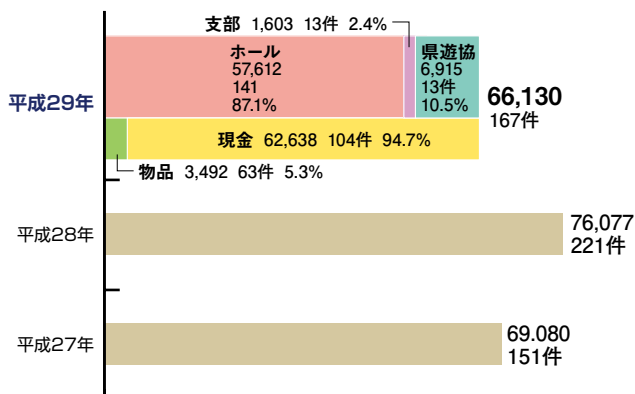 支部 1,603 13件 2.4%
ホール
57,612
141
87.1%
県遊協
6,915
13件
10.5%
平成29年
66,130
167件
現金 62,638 104件 94.7%
物品 3,492 63件 5.3%
平成28年
76,077
221件
平成27年
69.080
151件